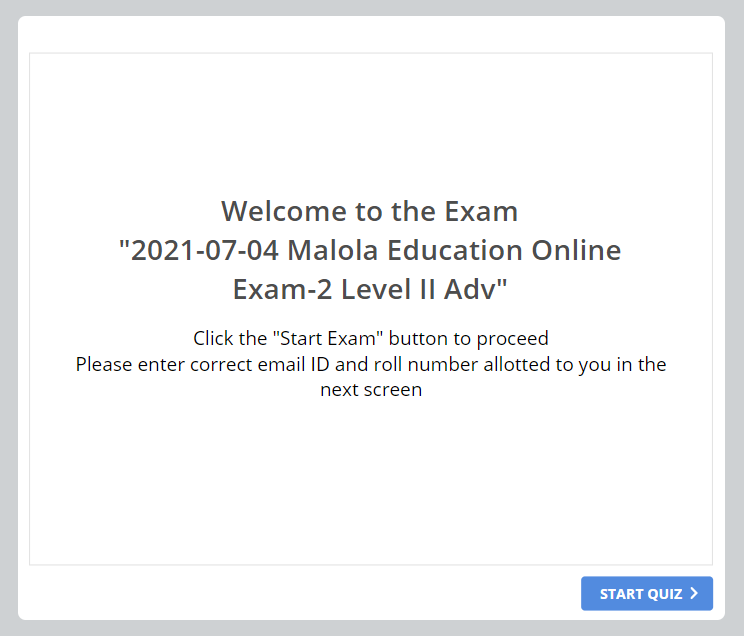 Welcome to the Exam
"2021-07-04 Malola Education Online
Exam-2 Level II Adv"
Click the "Start Exam" button to proceed
Please enter correct email ID and roll number allotted to you in the
next screen
START QUIZ